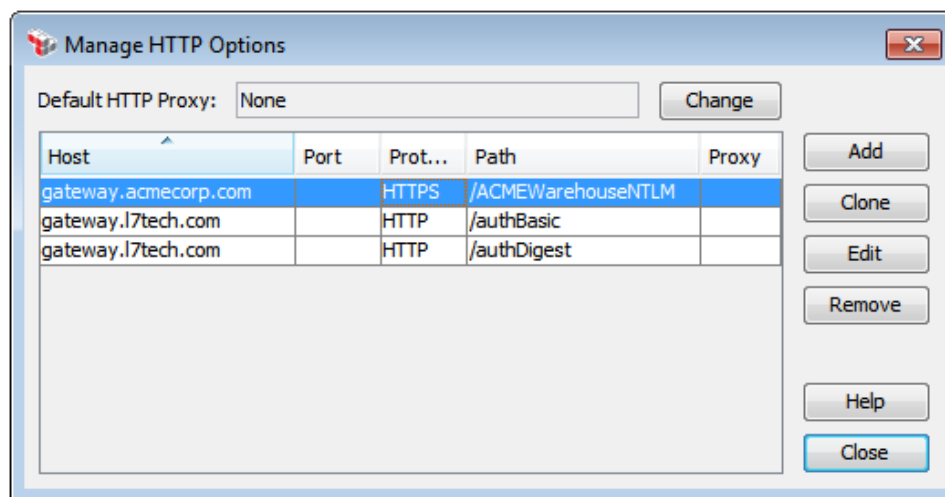 Manage HTTP Options
Default HTTP Proxy: None Change
Host Port Prot... Path Proxy
gateway.acmecorp.com HTTPS /ACMEWarehouseNTLM
gateway.l7tech.com HTTP /authBasic
gateway.l7tech.com HTTP /authDigest
Add
Clone
Edit
Remove
Help
Close